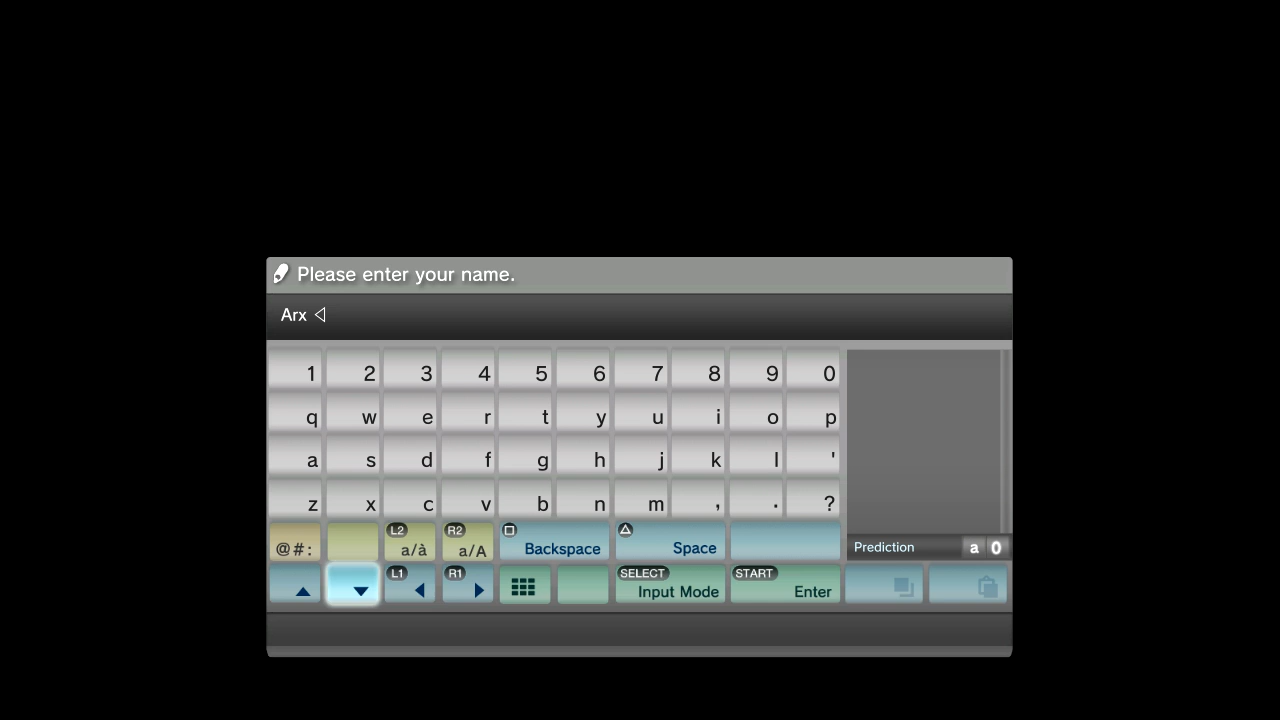 Please enter your name.
Arx
1 2 3 4 5 6 7 8 9 0
q w e r t y u i o p
a s d f g h j k l '
z x c v b n m , . ?
@#: L2 a/à R2 a/A Backspace Space
Prediction a 0
L1 R1 SELECT Input Mode START Enter